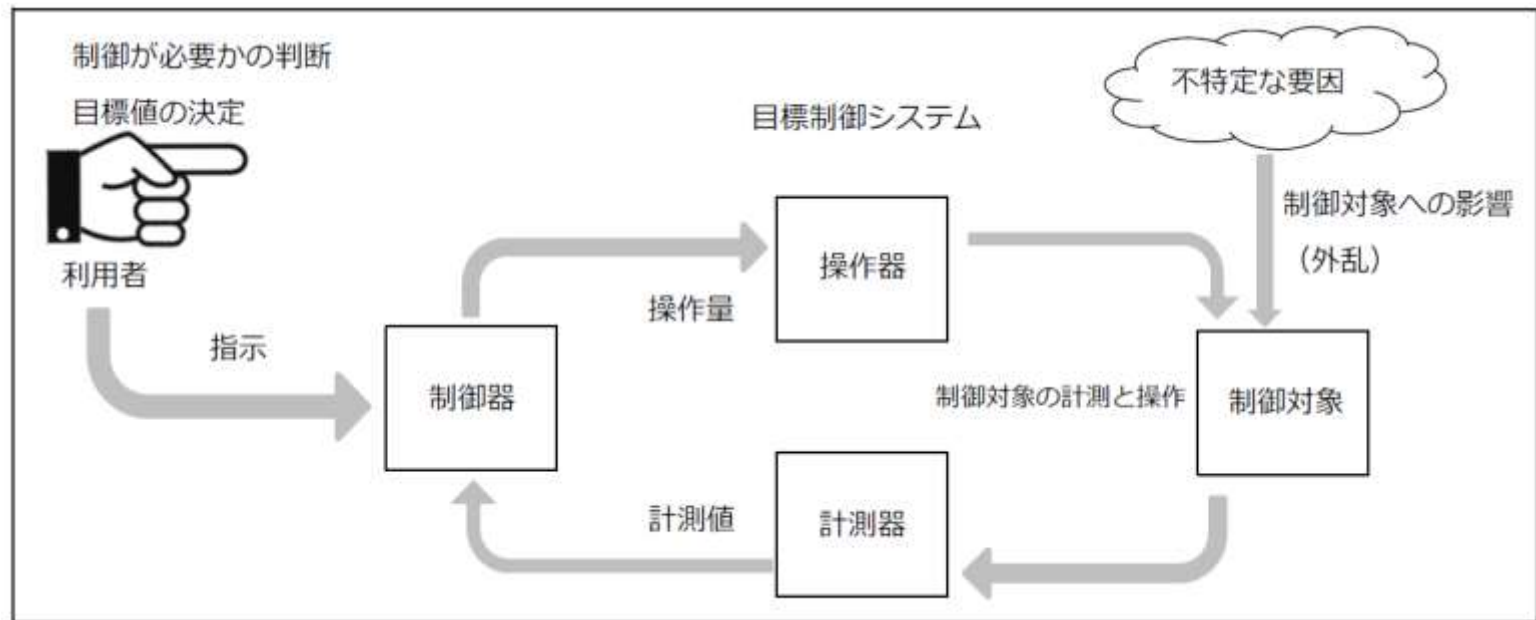 制御が必要かの判断
目標値の決定
利用者
指示
目標制御システム
不特定な要因
制御対象への影響
（外乱）
操作器
操作量
制御器
制御対象の計測と操作
制御対象
計測値
計測器